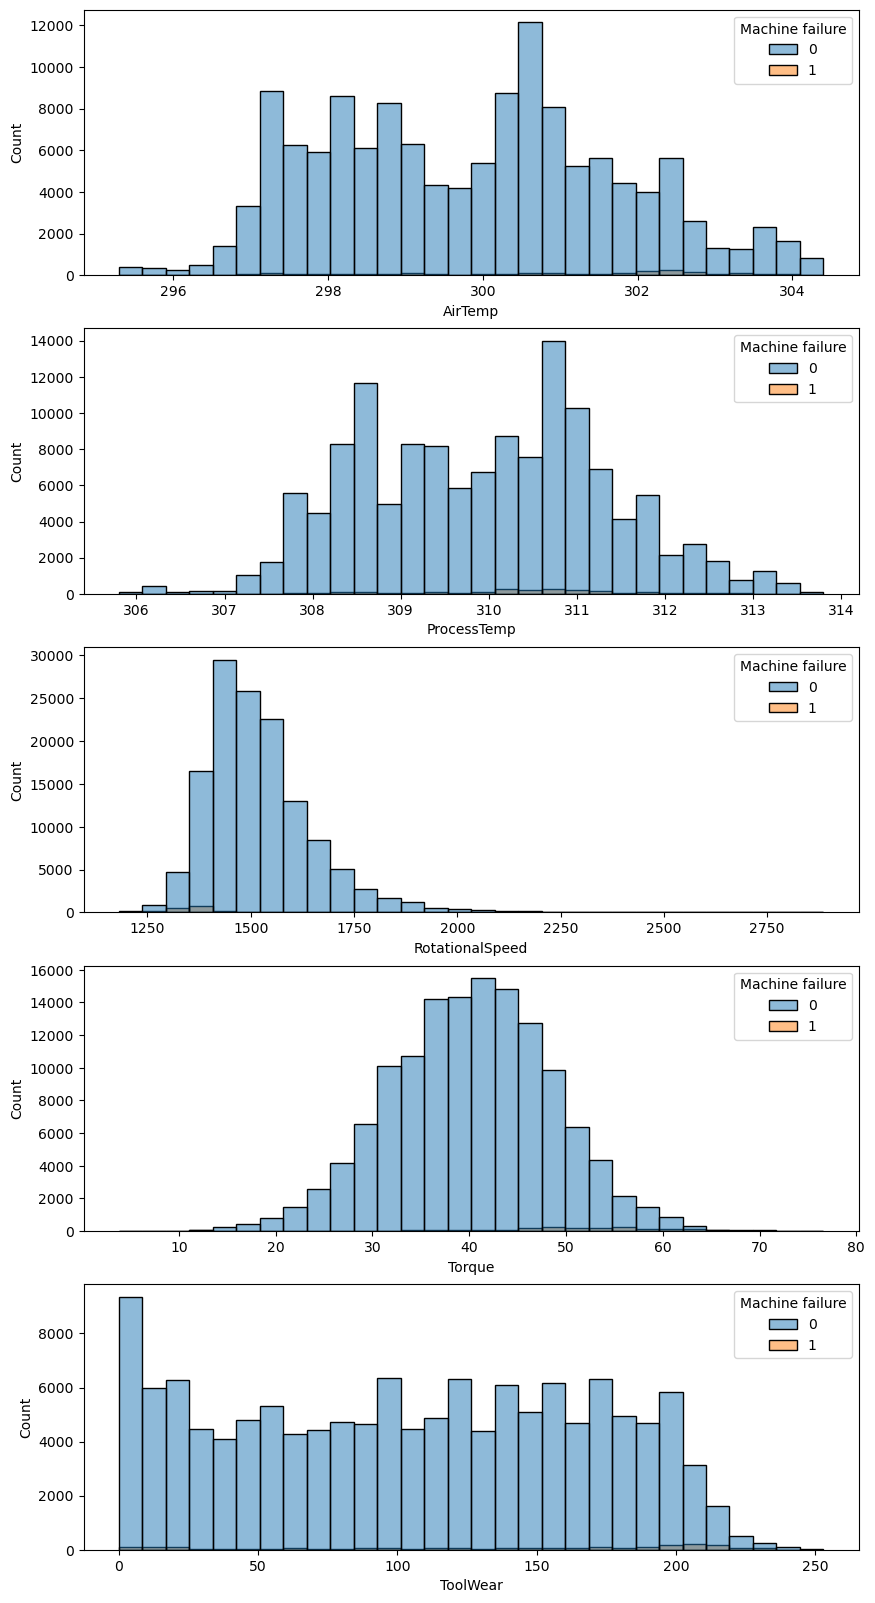 12000
10000
8000
6000
4000
2000
0
Count
Machine failure
0
1
296 298 300 302 304
AirTemp
14000
12000
10000
8000
6000
4000
2000
0
Count
Machine failure
0
1
306 307 308 309 310 311 312 313 314
ProcessTemp
30000
25000
20000
15000
10000
5000
0
Count
Machine failure
0
1
1250 1500 1750 2000 2250 2500 2750
RotationalSpeed
16000
14000
12000
10000
8000
6000
4000
2000
0
Count
Machine failure
0
1
10 20 30 40 50 60 70 80
Torque
8000
6000
4000
2000
0
Count
Machine failure
0
1
0 50 100 150 200 250
ToolWear